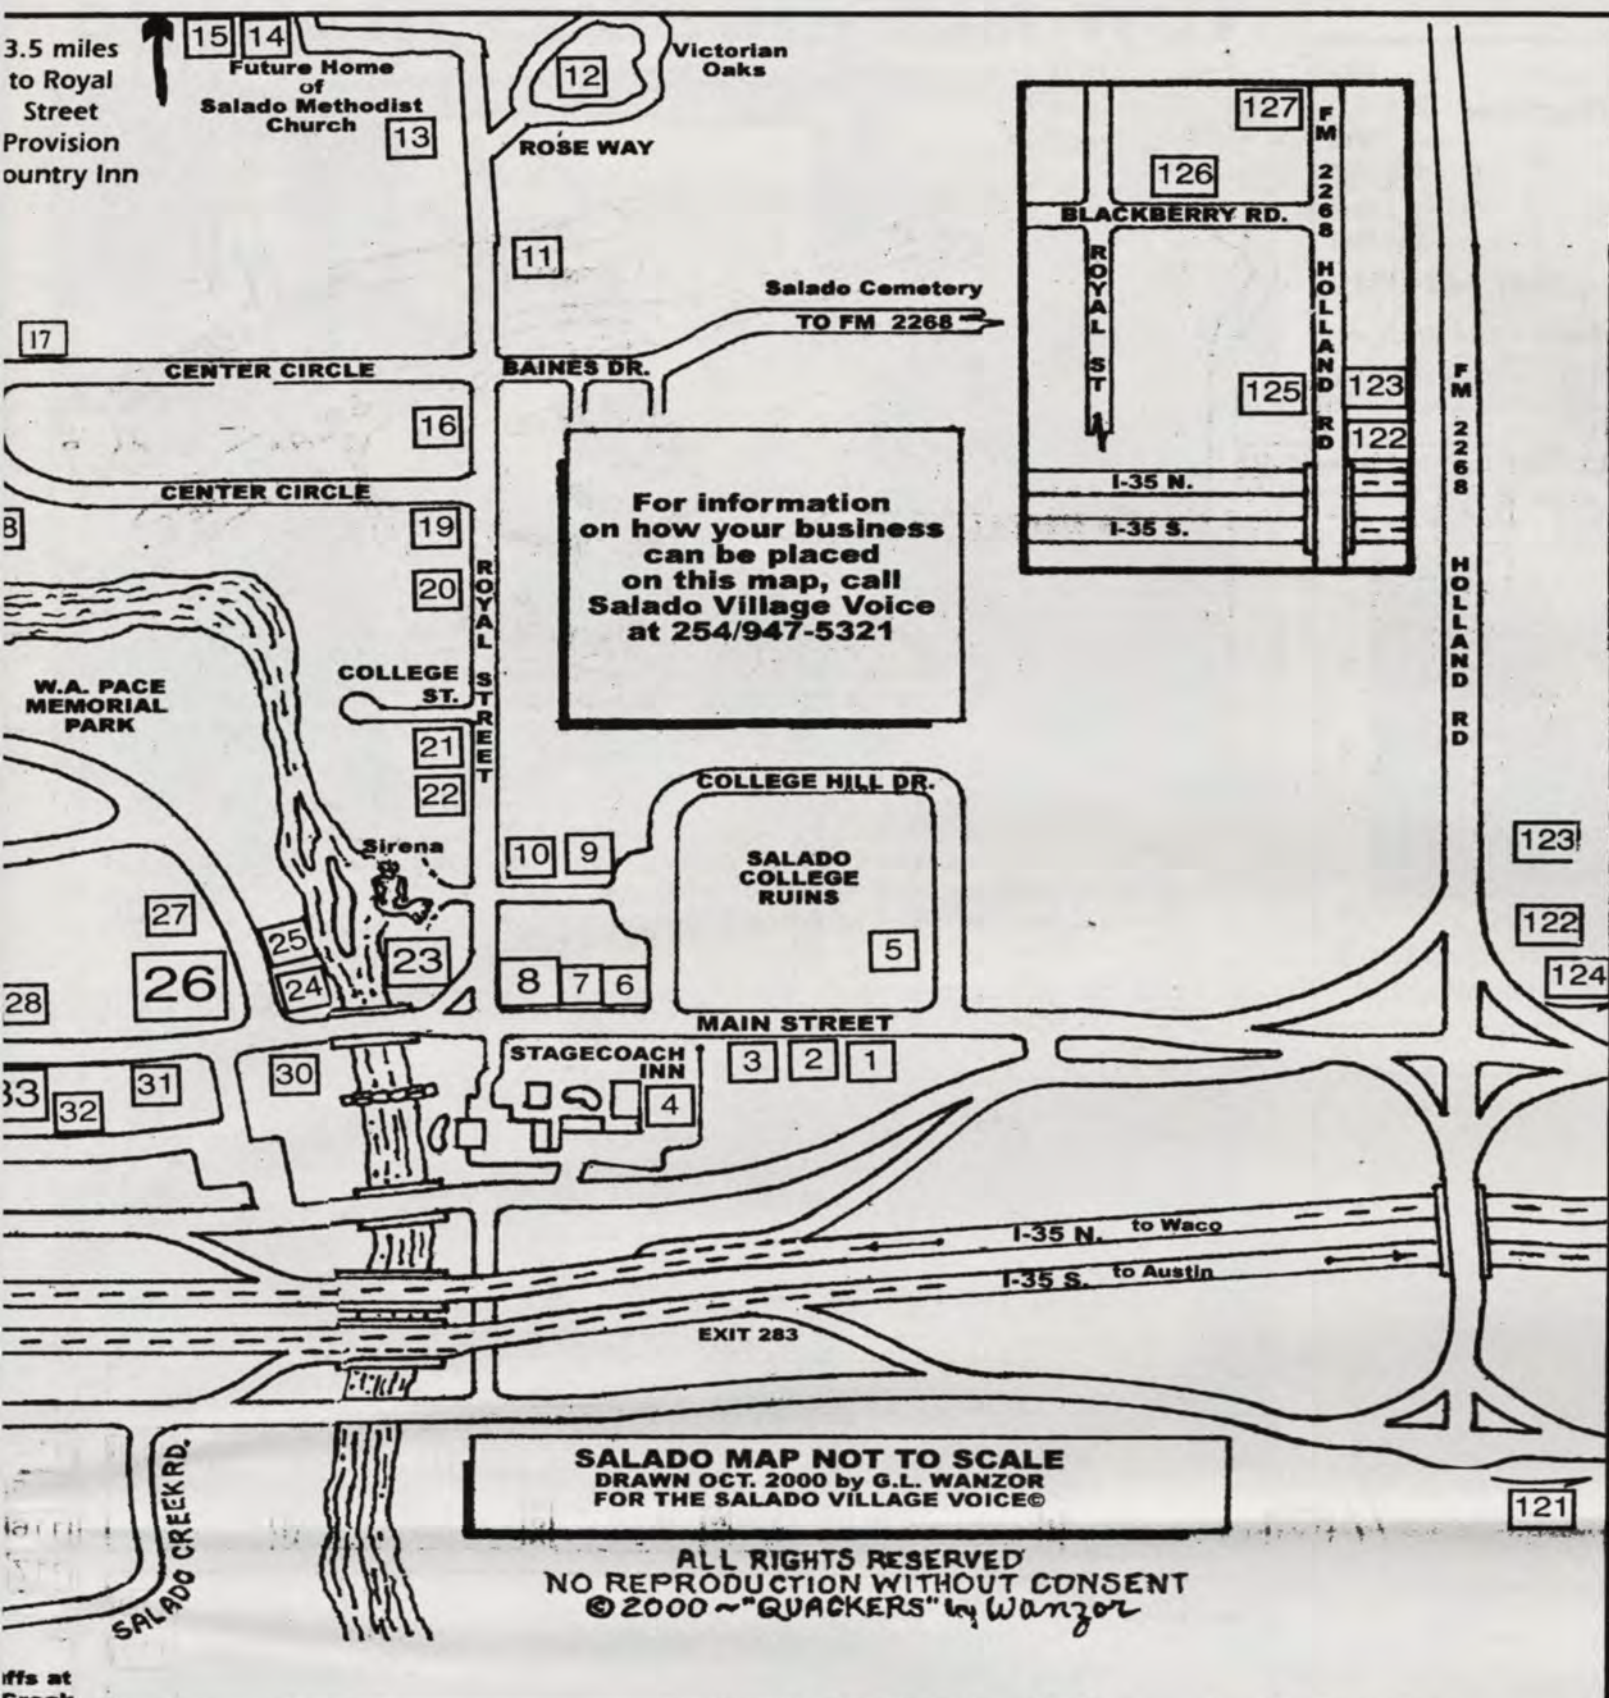 3.5 miles
to Royal
Street
Provision
ountry Inn
15
14
Future Home
of
Salado Methodist
Church
13
12
Victorian
Oaks
ROSE WAY
11
Salado Cemetery
TO FM 2268
17
CENTER CIRCLE
BAINES DR.
16
CENTER CIRCLE
19
20
ROYAL STREET
COLLEGE
ST.
21
22
For information
on how your business
can be placed
on this map, call
Salado Village Voice
at 254/947-5321
127
126
BLACKBERRY RD.
FM 2268 HOLLAND RD
ROYAL ST
125
123
122
I-35 N.
I-35 S.
FM 2268 HOLLAND RD
W.A. PACE
MEMORIAL
PARK
COLLEGE HILL DR.
Sirena
10
9
SALADO
COLLEGE
RUINS
5
123
122
124
27
25
26
24
23
28
8
7
6
MAIN STREET
STAGECOACH
INN
3
2
1
4
30
31
32
33
I-35 N.
to Waco
I-35 S.
to Austin
EXIT 283
SALADO CREEK RD.
SALADO MAP NOT TO SCALE
DRAWN OCT. 2000 by G.L. WANZOR
FOR THE SALADO VILLAGE VOICE©
121
ALL RIGHTS RESERVED
NO REPRODUCTION WITHOUT CONSENT
©2000~"QUACKERS" by Wanzor
ffs at